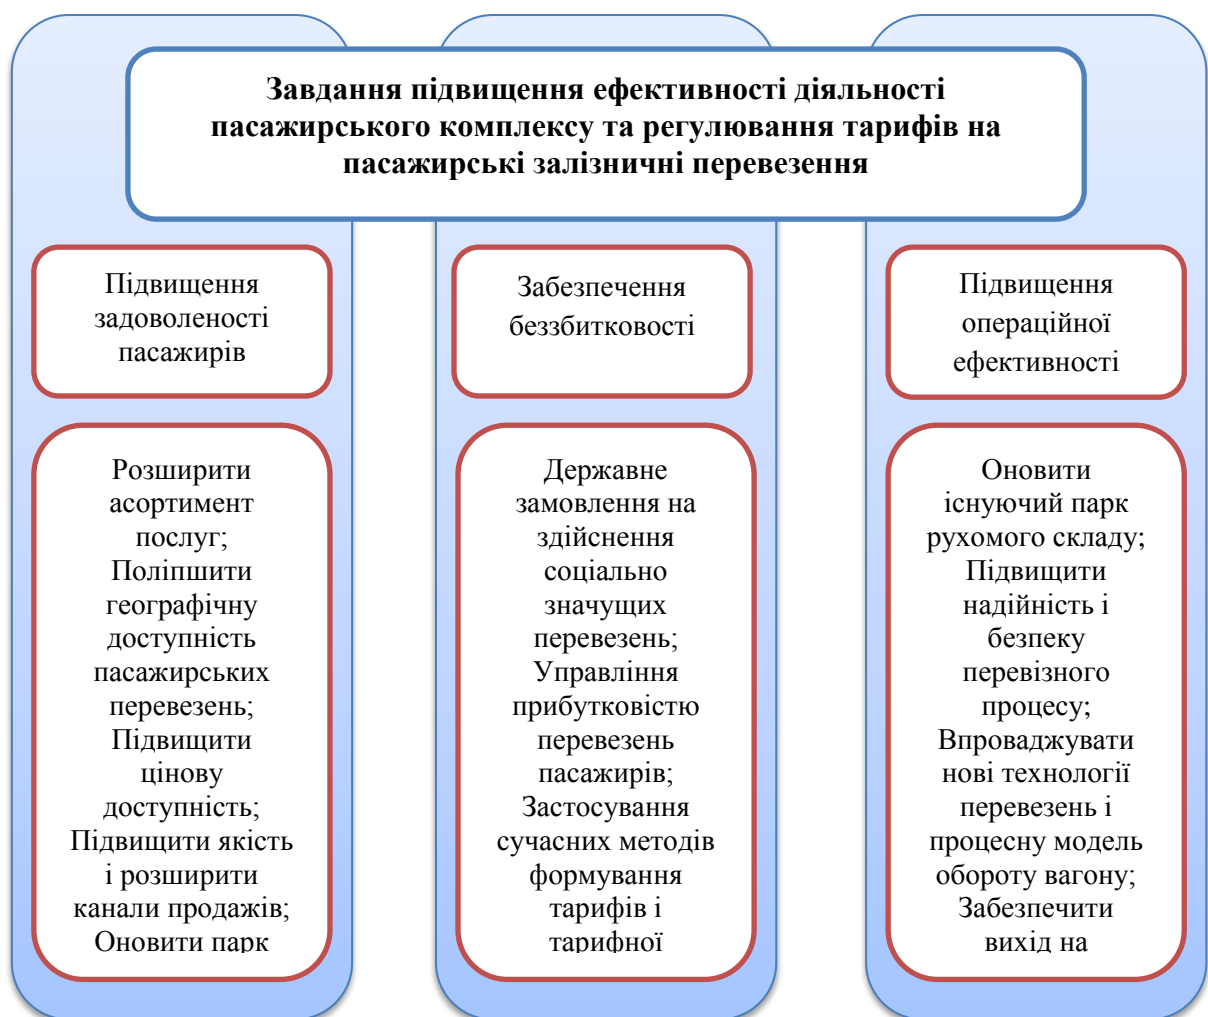 Завдання підвищення ефективності діяльності
пасажирського комплексу та регулювання тарифів на
пасажирські залізничні перевезення
Підвищення
задоволеності
пасажирів
Забезпечення
беззбитковості
Підвищення
операційної
ефективності
Розширити
асортимент
послуг;
Поліпшити
географічну
доступність
пасажирських
перевезень;
Підвищити
цінову
доступність;
Підвищити якість
і розширити
канали продажів;
Оновити парк
Державне
замовлення на
здійснення
соціально
значущих
перевезень;
Управління
прибутковістю
перевезень
пасажирів;
Застосування
сучасних методів
формування
тарифів і
тарифної
Оновити
існуючий парк
рухомого складу;
Підвищити
надійність і
безпеку
перевізного
процесу;
Впроваджувати
нові технології
перевезень і
процесну модель
обороту вагону;
Забезпечити
вихід на